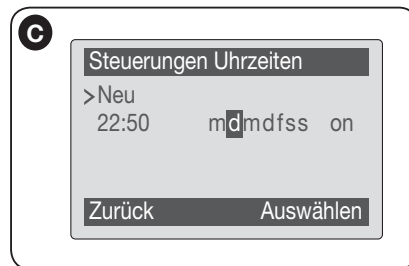 C
Steuerungen Uhrzeiten
>Neu
22:50 mdmdfss on
Zurück Auswählen